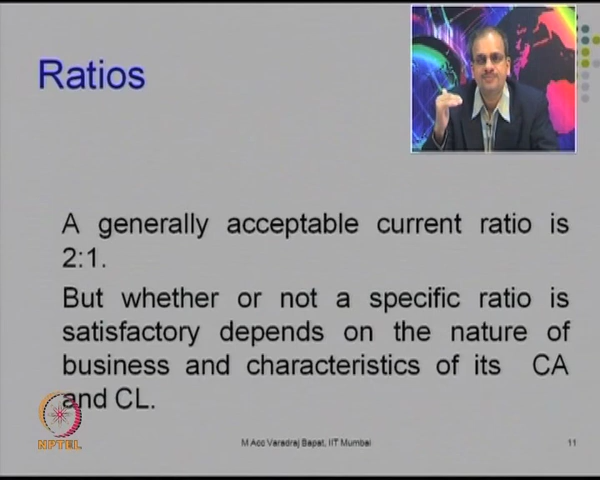 Ratios
A generally acceptable current ratio is
2:1.
But whether or not a specific ratio is
satisfactory depends on the nature of
business and characteristics of its CA
and CL.
NPTEL
M Acc Varadraj Bapat, IIT Mumbai
11